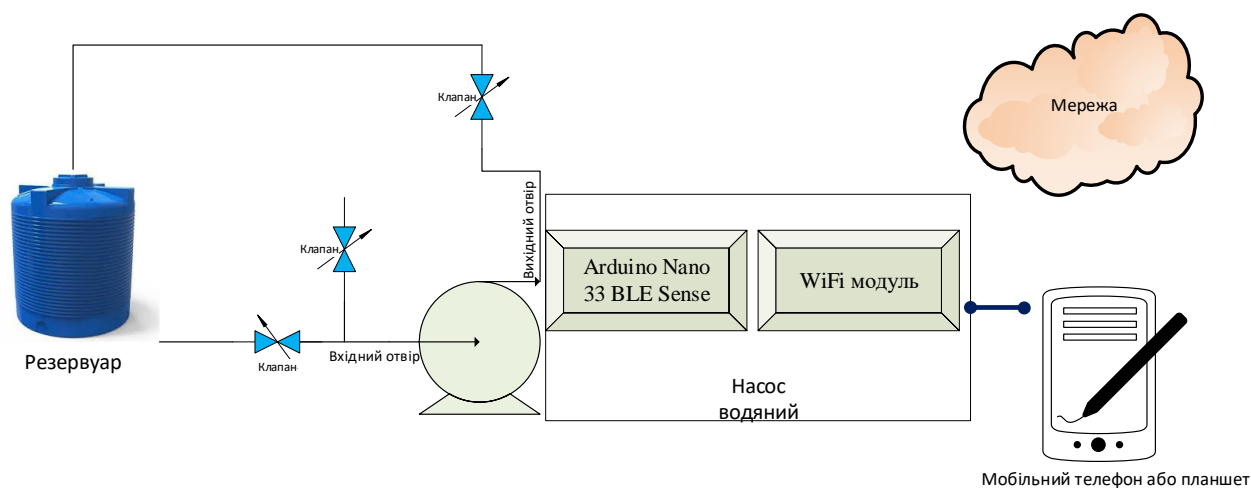 Клапан
Мережа
Клапан
Вихідний отвір
Arduino Nano
33 BLE Sense
WiFi модуль
Резервуар
Клапан
Вхідний отвір
Насос
водяний
Мобільний телефон або планшет